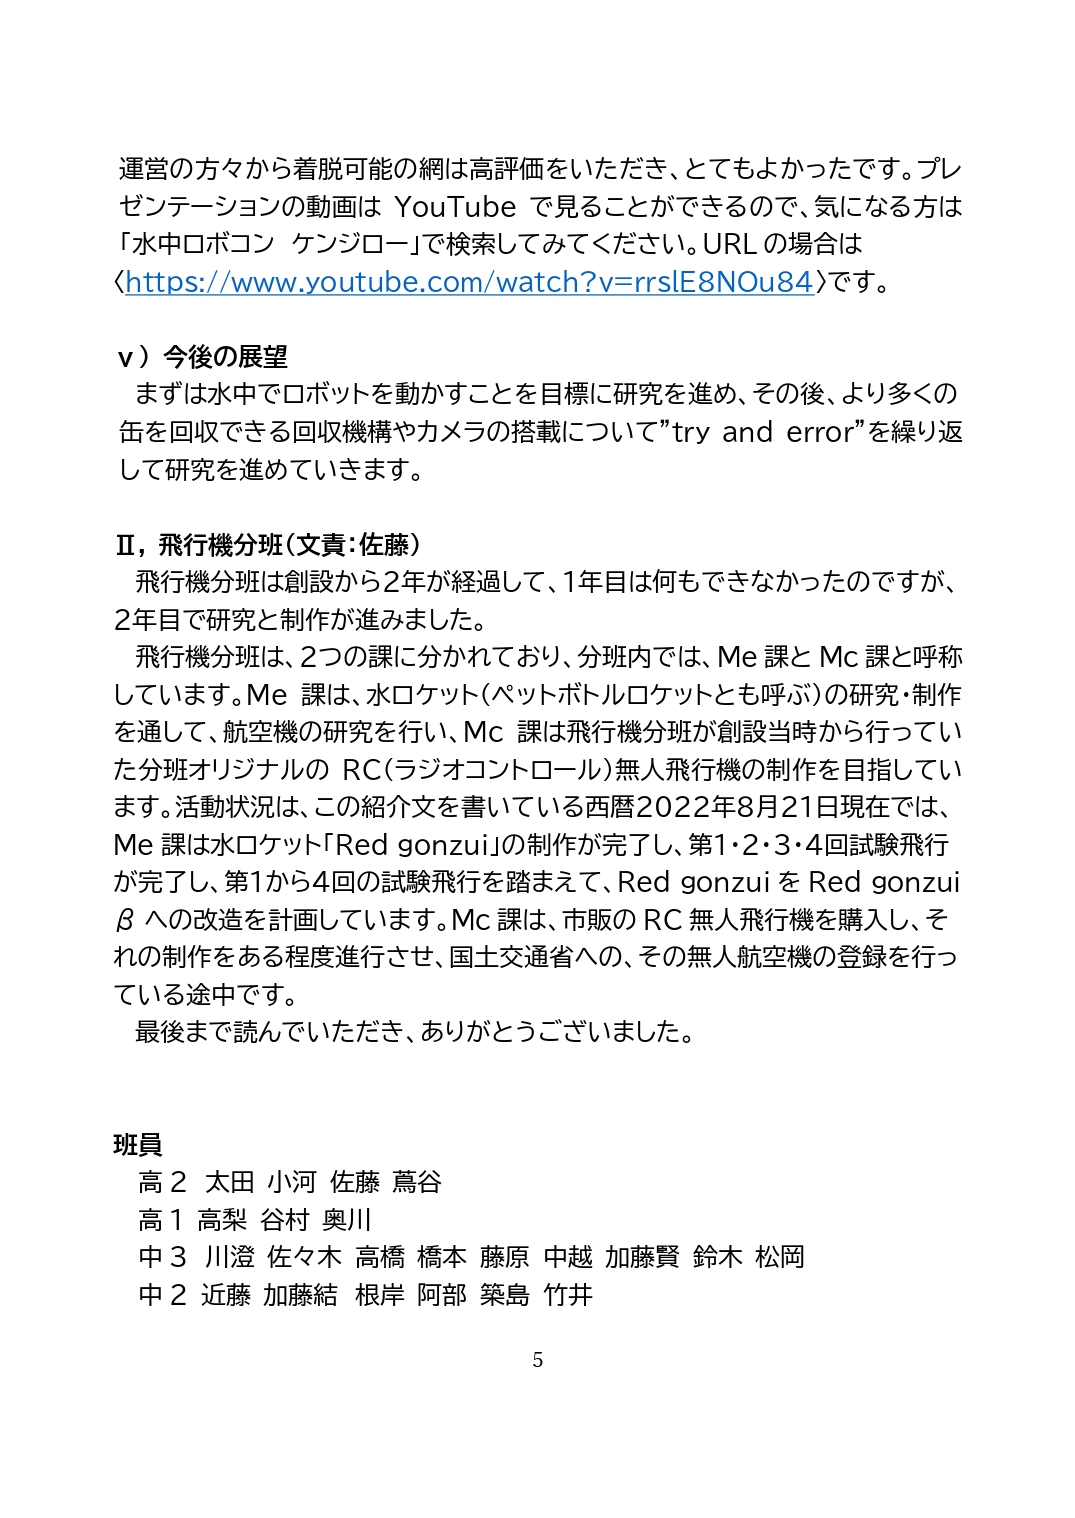 運営の方々から着脱可能の網は高評価をいただき、とてもよかったです。プレ
ゼンテーションの動画は YouTube で見ることができるので、気になる方は
「水中ロボコン　ケンジロー」で検索してみてください。URL の場合は
〈https://www.youtube.com/watch?v=rrslE8NOu84〉です。
ⅴ）今後の展望
　まずは水中でロボットを動かすことを目標に研究を進め、その後、より多くの
缶を回収できる回収機構やカメラの搭載について”try and error”を繰り返
して研究を進めていきます。
Ⅱ，飛行機分班（文責：佐藤）
　飛行機分班は創設から２年が経過して、１年目は何もできなかったのですが、
２年目で研究と制作が進みました。
　飛行機分班は、２つの課に分かれており、分班内では、Me 課と Mc 課と呼称
しています。Me 課は、水ロケット（ペットボトルロケットとも呼ぶ）の研究・制作
を通して、航空機の研究を行い、Mc 課は飛行機分班が創設当時から行ってい
た分班オリジナルの RC（ラジオコントロール）無人飛行機の制作を目指してい
ます。活動状況は、この紹介文を書いている西暦２０２２年８月２１日現在では、
Me 課は水ロケット「Red gonzui」の制作が完了し、第１・２・３・４回試験飛行
が完了し、第１から４回の試験飛行を踏まえて、Red gonzui を Red gonzui
β への改造を計画しています。Mc 課は、市販の RC 無人飛行機を購入し、そ
れの制作をある程度進行させ、国土交通省への、その無人航空機の登録を行っ
ている途中です。
　最後まで読んでいただき、ありがとうございました。
班員
高２ 太田 小河 佐藤 蔦谷
高１ 高梨 谷村 奥川
中３ 川澄 佐々木 高橋 橋本 藤原 中越 加藤賢 鈴木 松岡
中２ 近藤 加藤結 根岸 阿部 築島 竹井
5